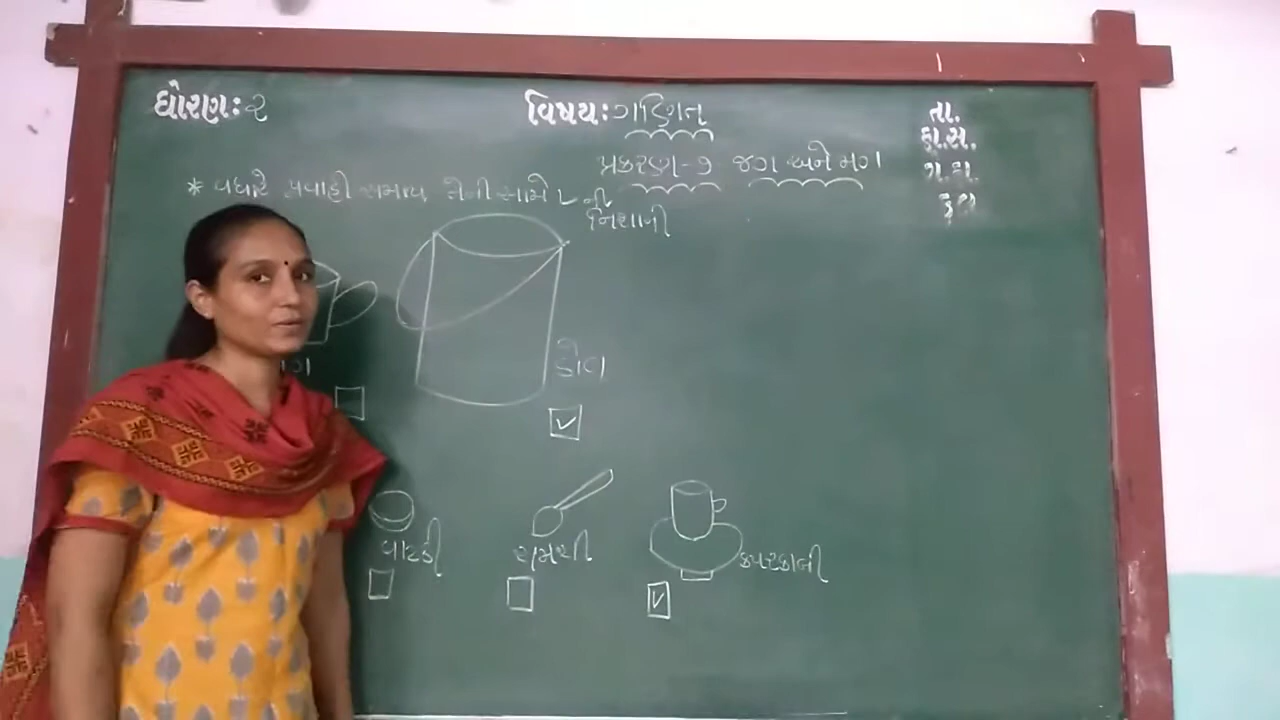 ધોરણ: ૨
વિષય: ગણિત
તા.
હા.સ.
ગ.હા.
કુલ
પ્રકરણ-૭ જગ અને મગ
* વધારે પ્રવાહી સમાય તેની સામે ✓ની
નિશાની
ડોલ
✓
વાટકી
ચમચી
કપરકાબી
✓